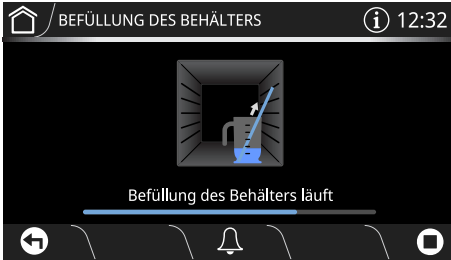 BEFÜLLUNG DES BEHÄLTERS
i 12:32
Befüllung des Behälters läuft